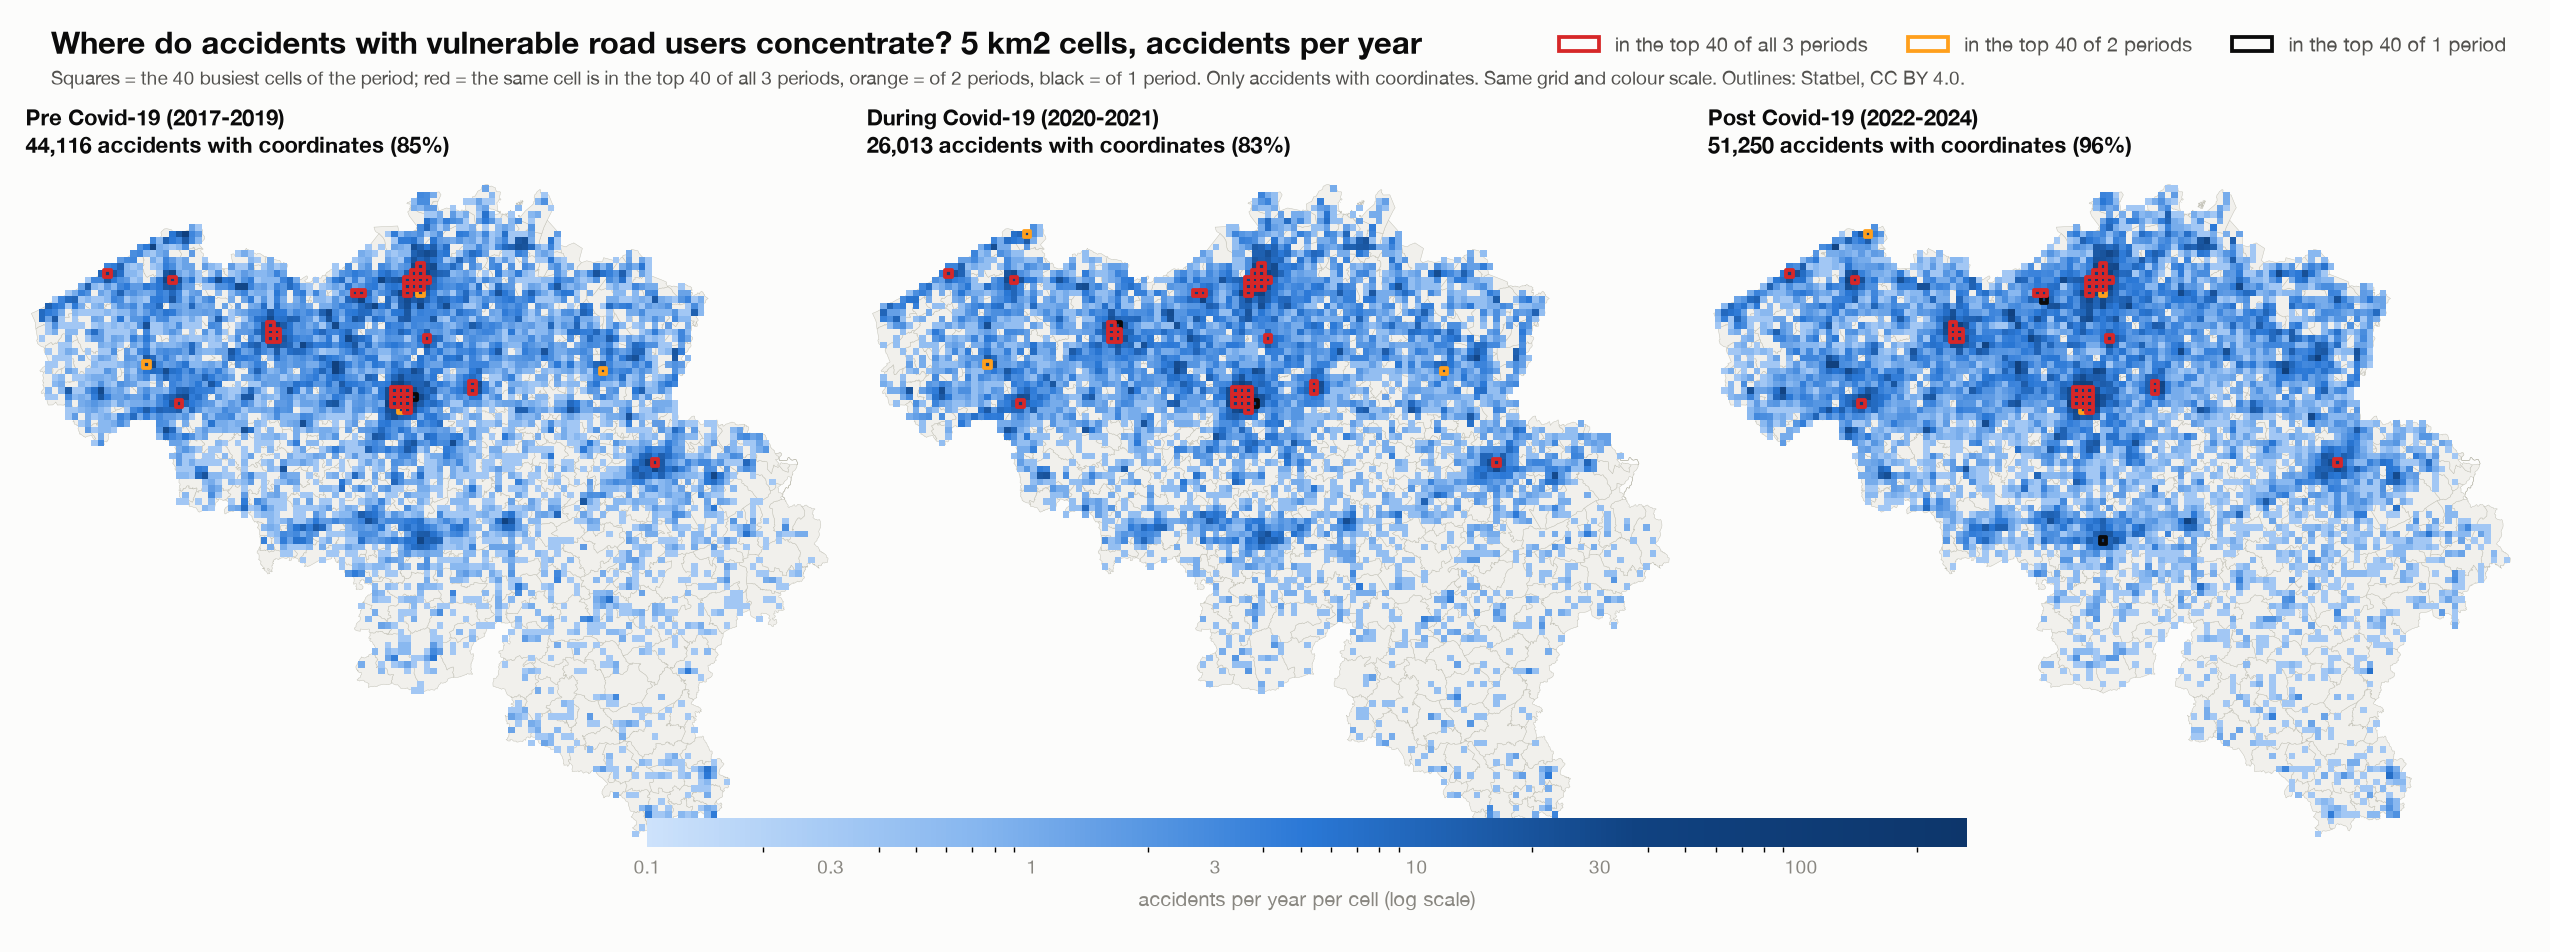 Where do accidents with vulnerable road users concentrate? 5 km2 cells, accidents per year
in the top 40 of all 3 periods
in the top 40 of 2 periods
in the top 40 of 1 period
Squares = the 40 busiest cells of the period; red = the same cell is in the top 40 of all 3 periods, orange = of 2 periods, black = of 1 period. Only accidents with coordinates. Same grid and colour scale. Outlines: Statbel, CC BY 4.0.
Pre Covid-19 (2017-2019)
44,116 accidents with coordinates (85%)
During Covid-19 (2020-2021)
26,013 accidents with coordinates (83%)
Post Covid-19 (2022-2024)
51,250 accidents with coordinates (96%)
0.1 0.3 1 3 10 30 100
accidents per year per cell (log scale)